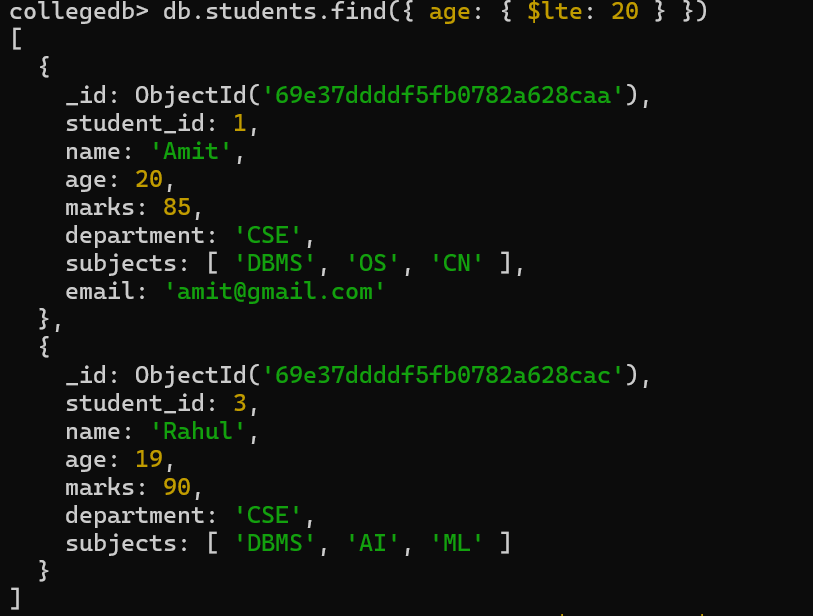 collegedb> db.students.find({ age: { $lte: 20 } })
[
  {
    _id: ObjectId('69e37ddddf5fb0782a628caa'),
    student_id: 1,
    name: 'Amit',
    age: 20,
    marks: 85,
    department: 'CSE',
    subjects: [ 'DBMS', 'OS', 'CN' ],
    email: 'amit@gmail.com'
  },
  {
    _id: ObjectId('69e37ddddf5fb0782a628cac'),
    student_id: 3,
    name: 'Rahul',
    age: 19,
    marks: 90,
    department: 'CSE',
    subjects: [ 'DBMS', 'AI', 'ML' ]
  }
]